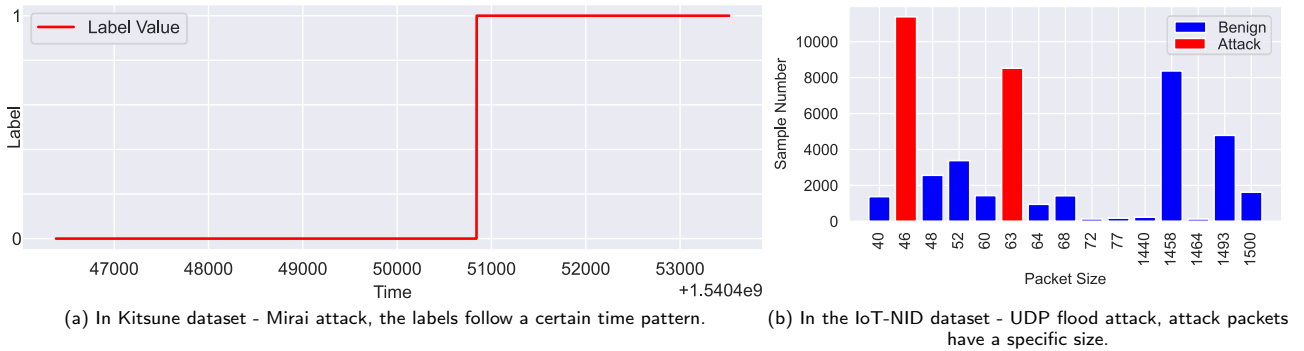 1
Label Value
Label
0
47000 48000 49000 50000 51000 52000 53000
Time
+1.5404e9
(a) In Kitsune dataset - Mirai attack, the labels follow a certain time pattern.
Benign
Attack
10000
8000
6000
4000
2000
0
Sample Number
40 46 48 52 60 63 64 68 72 77 1440 1458 1464 1493 1500
Packet Size
(b) In the IoT-NID dataset - UDP flood attack, attack packets
have a specific size.